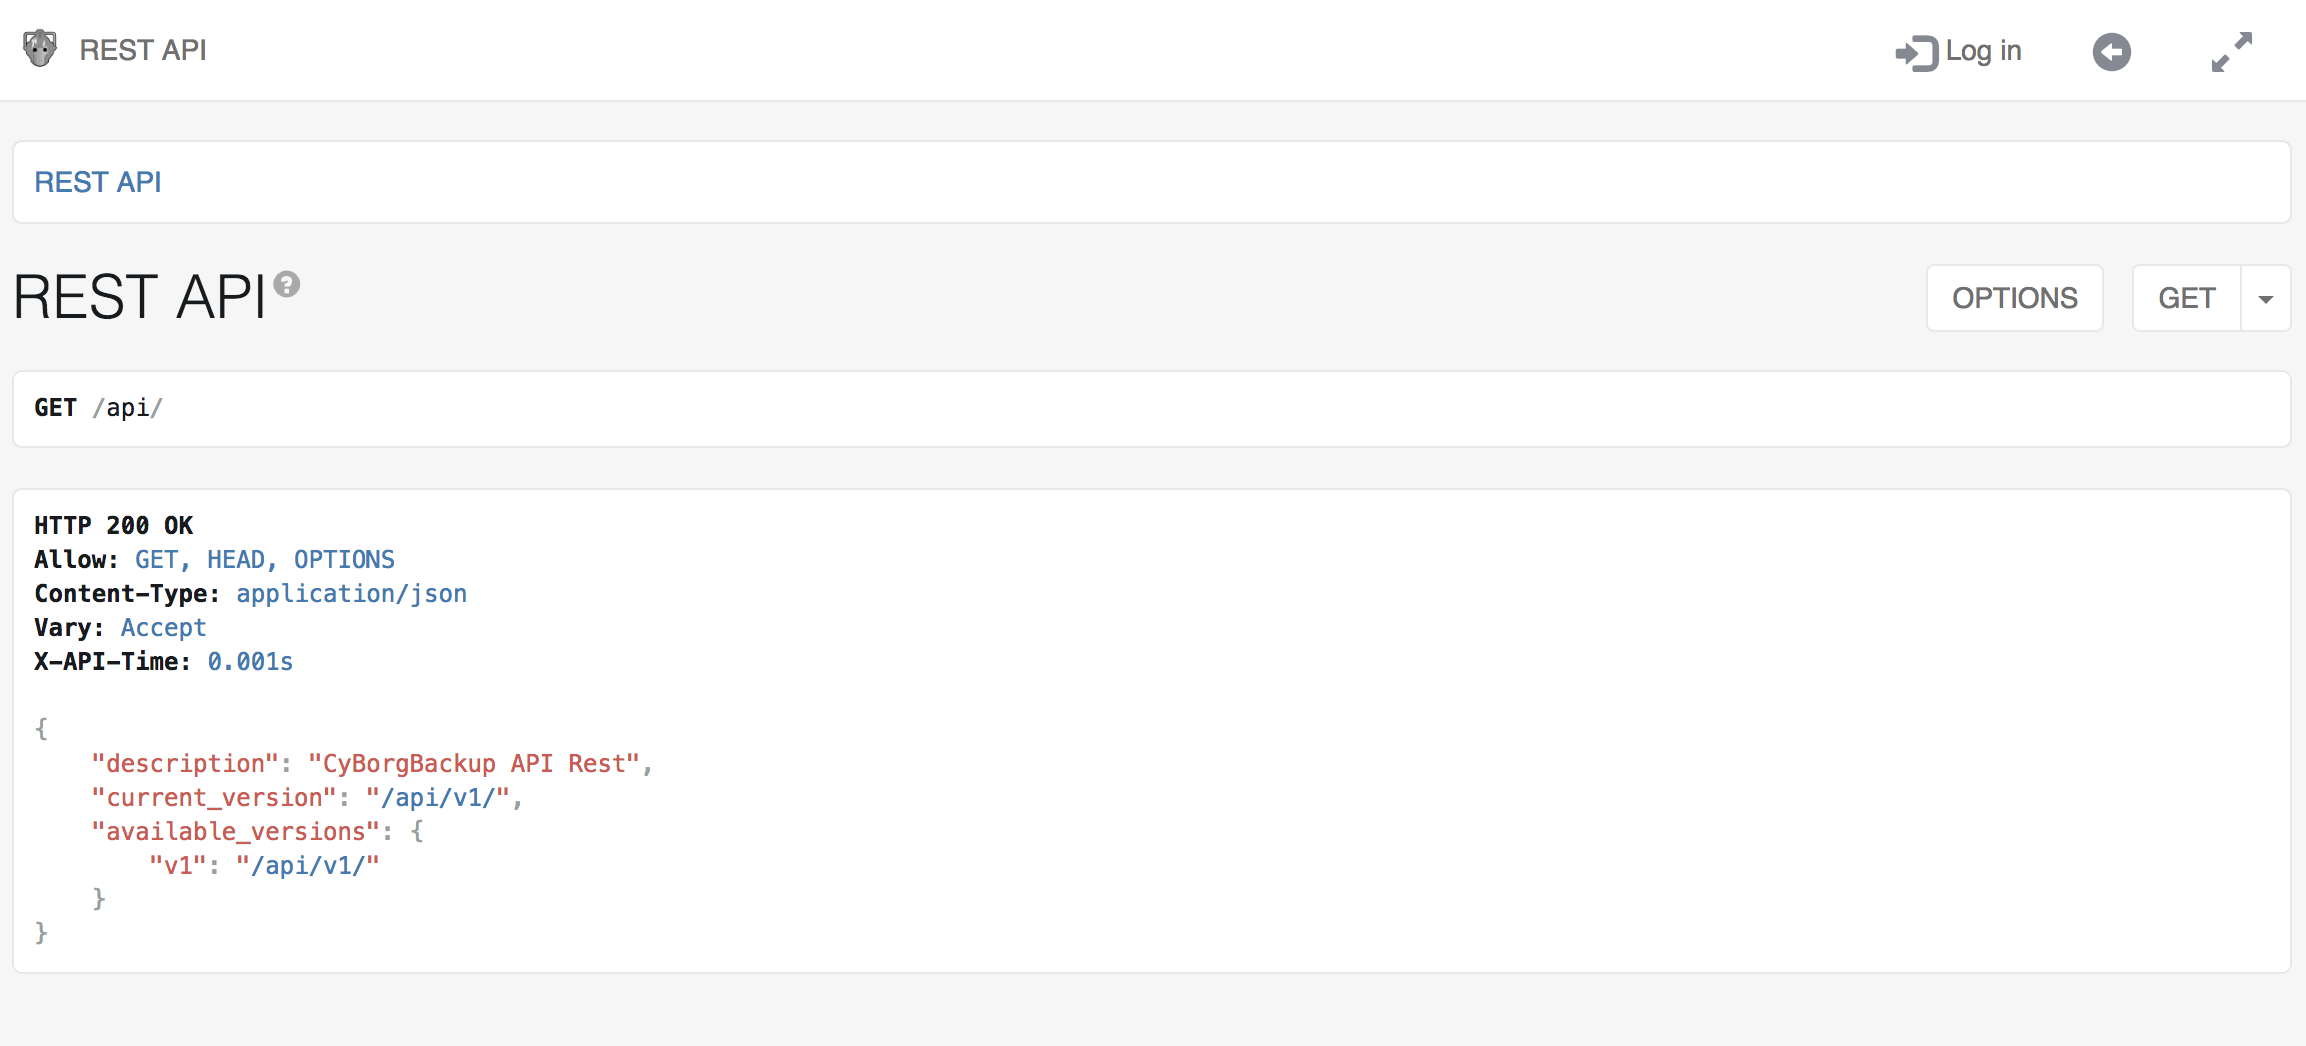 REST API
Log in
REST API
REST API
OPTIONS
GET
GET /api/
HTTP 200 OK
Allow: GET, HEAD, OPTIONS
Content-Type: application/json
Vary: Accept
X-API-Time: 0.001s
{
    "description": "CyBorgBackup API Rest",
    "current_version": "/api/v1/",
    "available_versions": {
        "v1": "/api/v1/"
    }
}